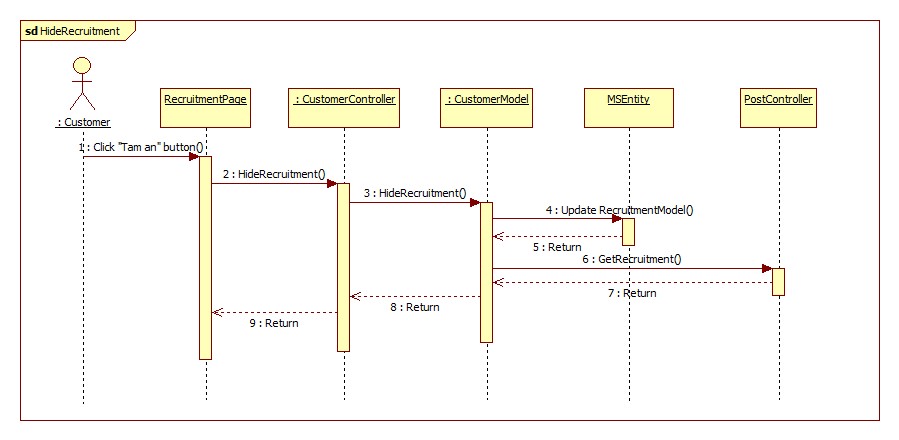 sd HideRecruitment
: Customer
RecruitmentPage
: CustomerController
: CustomerModel
MSEntity
PostController
1 : Click "Tam an" button()
2 : HideRecruitment()
3 : HideRecruitment()
4 : Update RecruitmentModel()
5 : Return
6 : GetRecruitment()
7 : Return
8 : Return
9 : Return